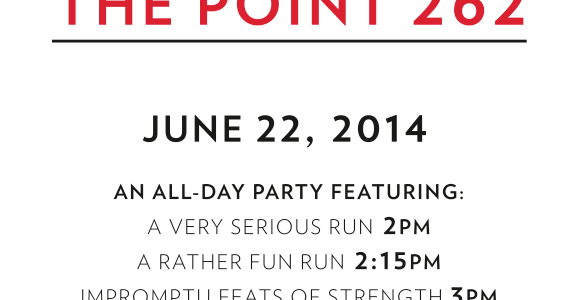 THE POINT 262
JUNE 22, 2014
AN ALL-DAY PARTY FEATURING:
A VERY SERIOUS RUN 2PM
A RATHER FUN RUN 2:15PM
IMPROMPTU FEATS OF STRENGTH 3PM